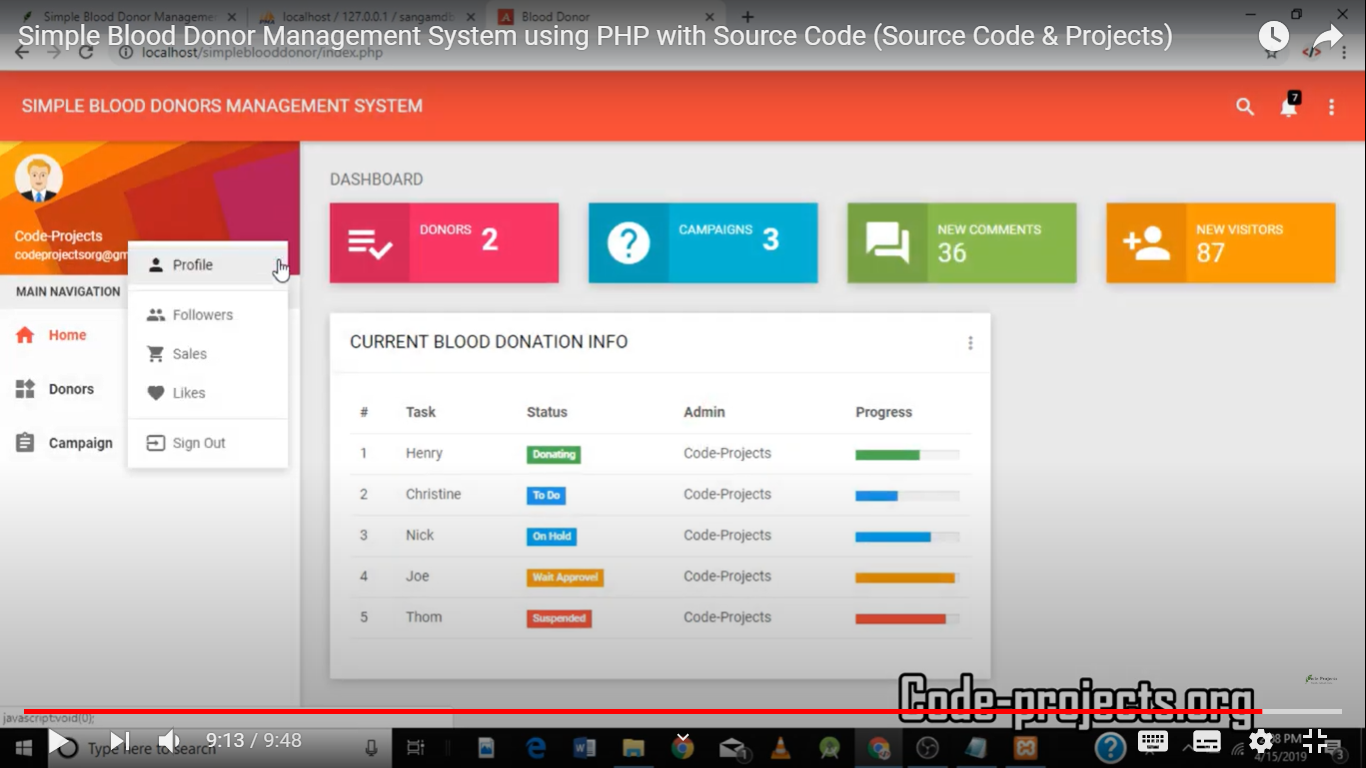 Simple Blood Donor Manageme
localhost / 127.0.0.1 / sangamdb
Blood Donor
Simple Blood Donor Management System using PHP with Source Code (Source Code & Projects)
localhost/simpleblooddonor/index.php
SIMPLE BLOOD DONORS MANAGEMENT SYSTEM
7
Code-Projects
codeprojectsorg@gm
Profile
Followers
Sales
Likes
Sign Out
MAIN NAVIGATION
Home
Donors
Campaign
DASHBOARD
DONORS 2
CAMPAIGNS 3
NEW COMMENTS
36
NEW VISITORS
87
CURRENT BLOOD DONATION INFO
# Task Status Admin Progress
1 Henry Donating Code-Projects
2 Christine To Do Code-Projects
3 Nick On Hold Code-Projects
4 Joe Wait Approvel Code-Projects
5 Thom Suspended Code-Projects
Code-projects.org
javascript:void(0);
Type here to search
9:13 / 9:48
PM
4/15/2019